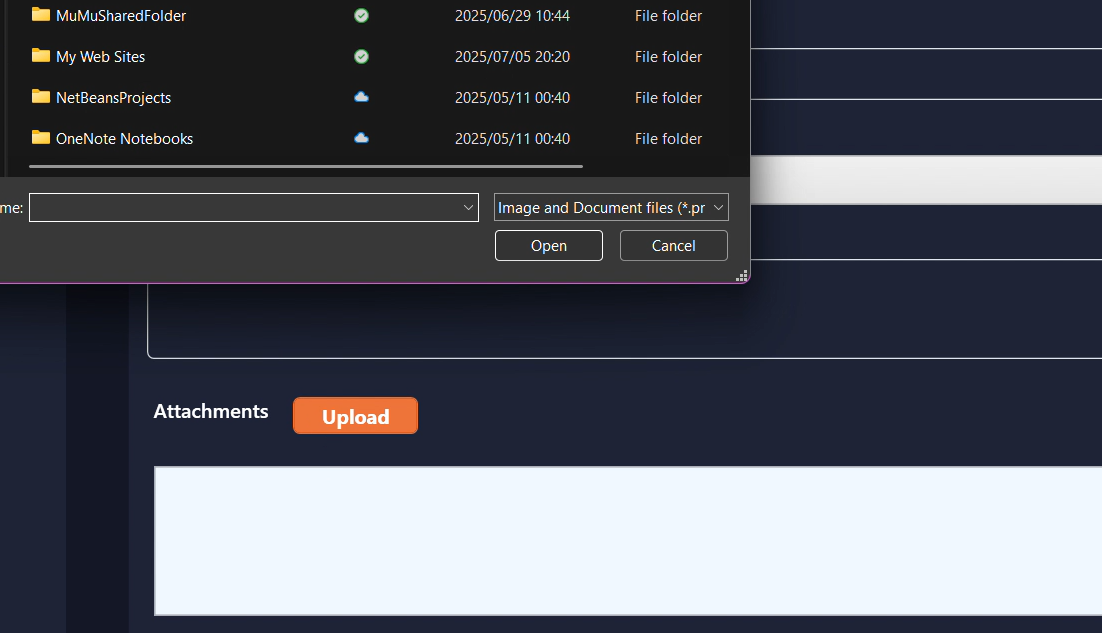 MuMuSharedFolder 2025/06/29 10:44 File folder
My Web Sites 2025/07/05 20:20 File folder
NetBeansProjects 2025/05/11 00:40 File folder
OneNote Notebooks 2025/05/11 00:40 File folder
me: Image and Document files (*.pr
Open Cancel
Attachments Upload